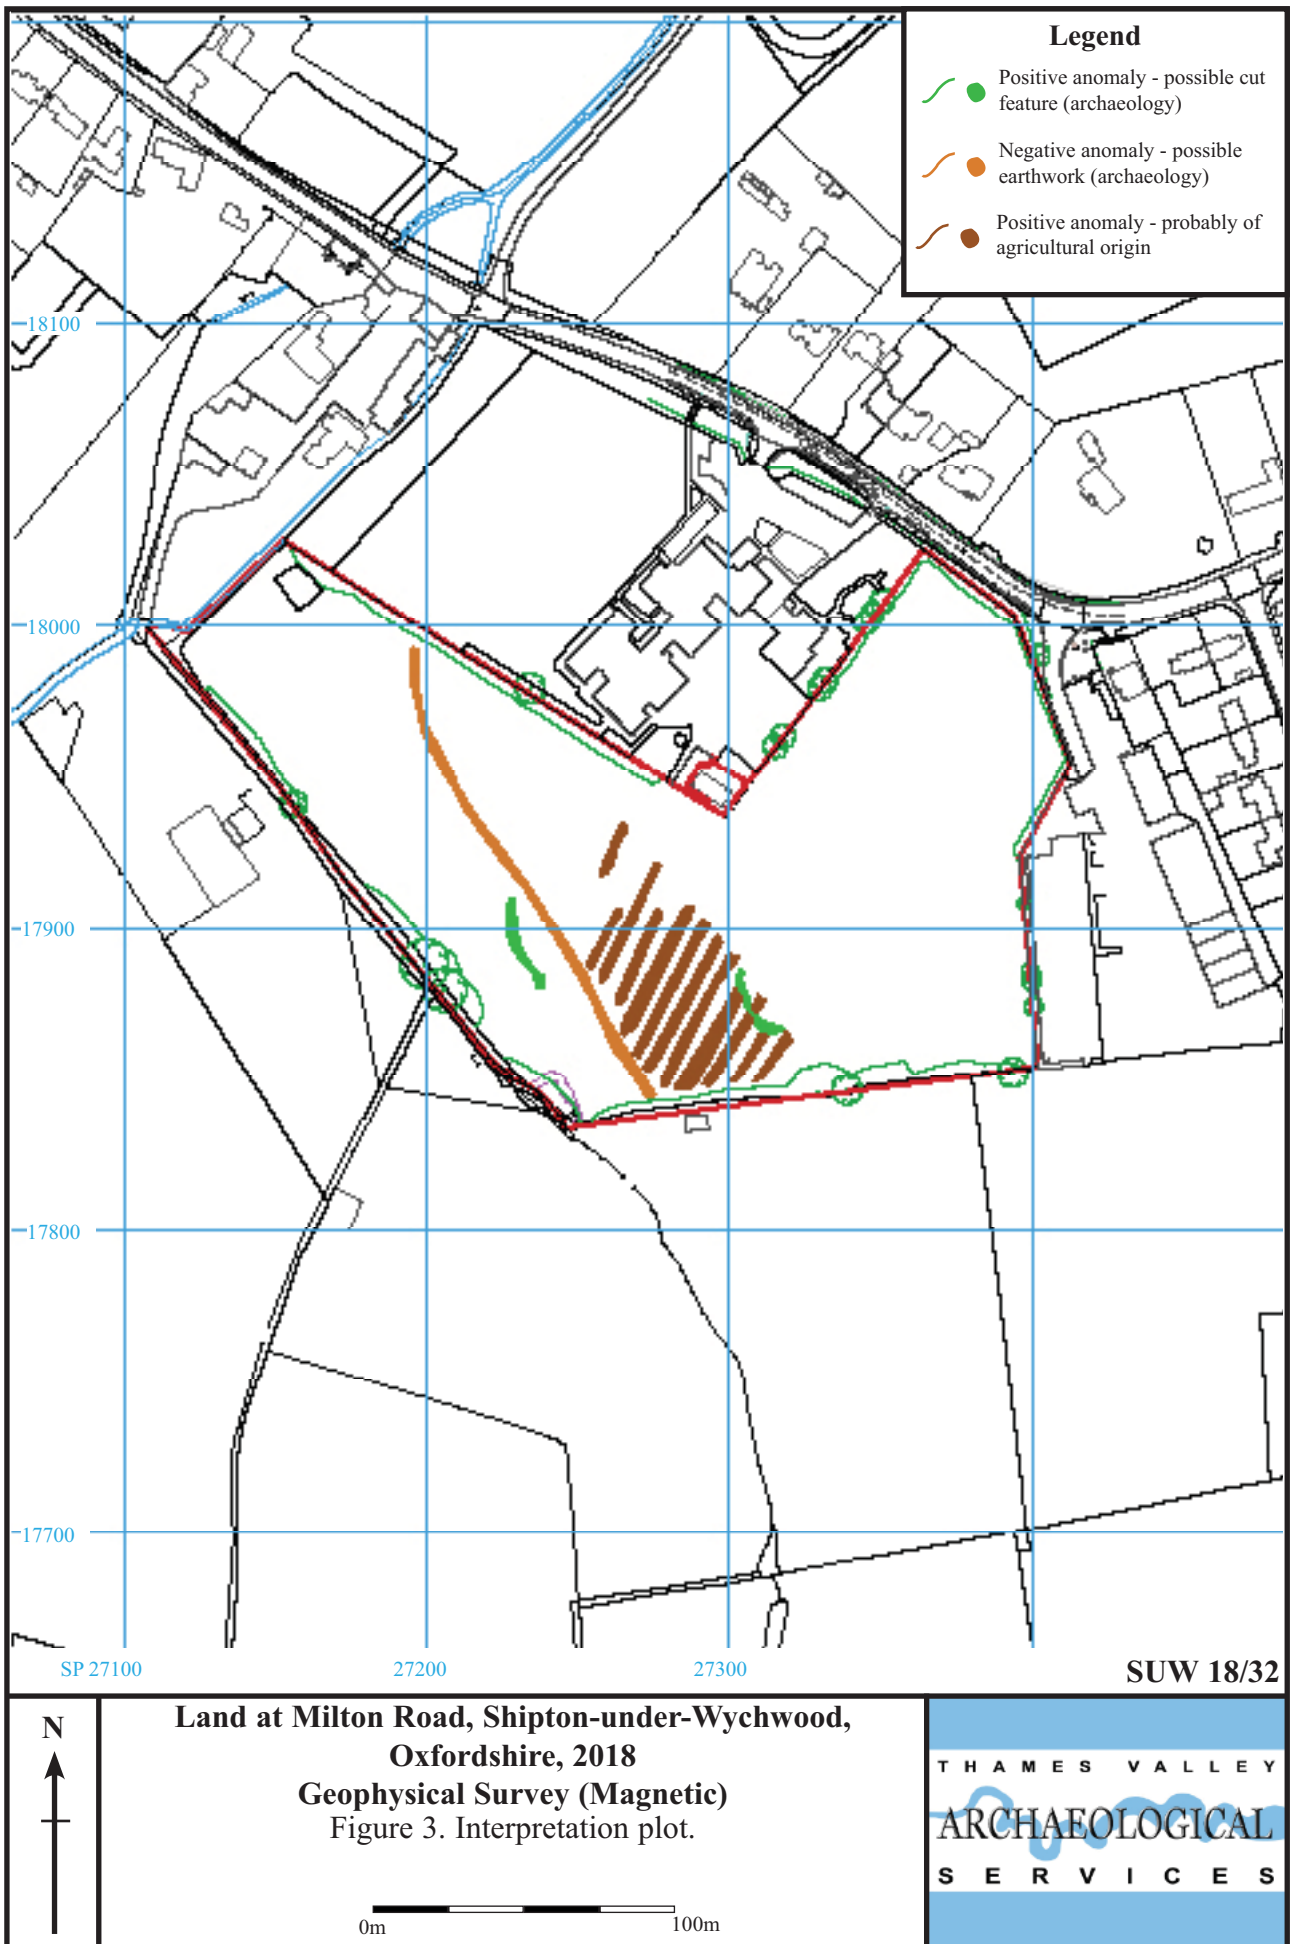 Legend
Positive anomaly - possible cut
feature (archaeology)
Negative anomaly - possible
earthwork (archaeology)
Positive anomaly - probably of
agricultural origin
18100
18000
17900
17800
17700
SP 27100
27200
27300
SUW 18/32
N
Land at Milton Road, Shipton-under-Wychwood,
Oxfordshire, 2018
Geophysical Survey (Magnetic)
Figure 3. Interpretation plot.
0m
100m
THAMES VALLEY
ARCHAEOLOGICAL
SERVICES